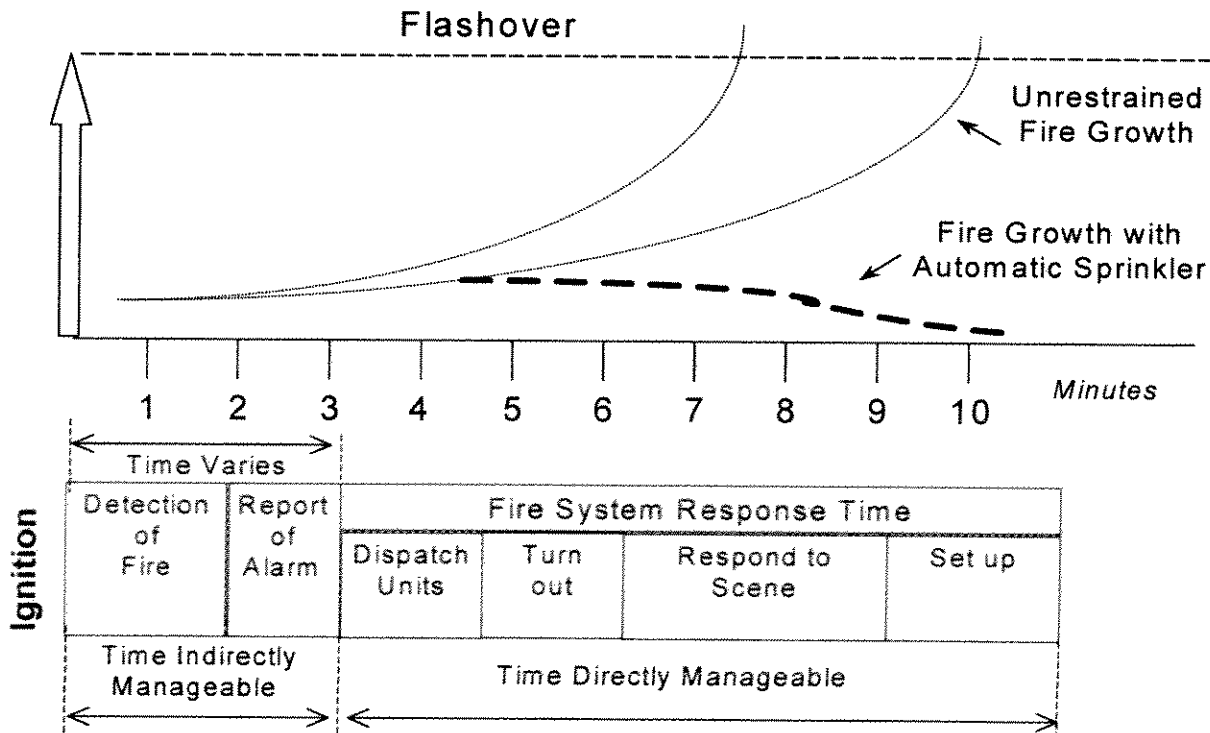 Flashover
Unrestrained
Fire Growth
Fire Growth with
Automatic Sprinkler
1 2 3 4 5 6 7 8 9 10 Minutes
Time Varies
Ignition
Detection
of
Fire
Report
of
Alarm
Fire System Response Time
Dispatch
Units
Turn
out
Respond to
Scene
Set up
Time Indirectly
Manageable
Time Directly Manageable